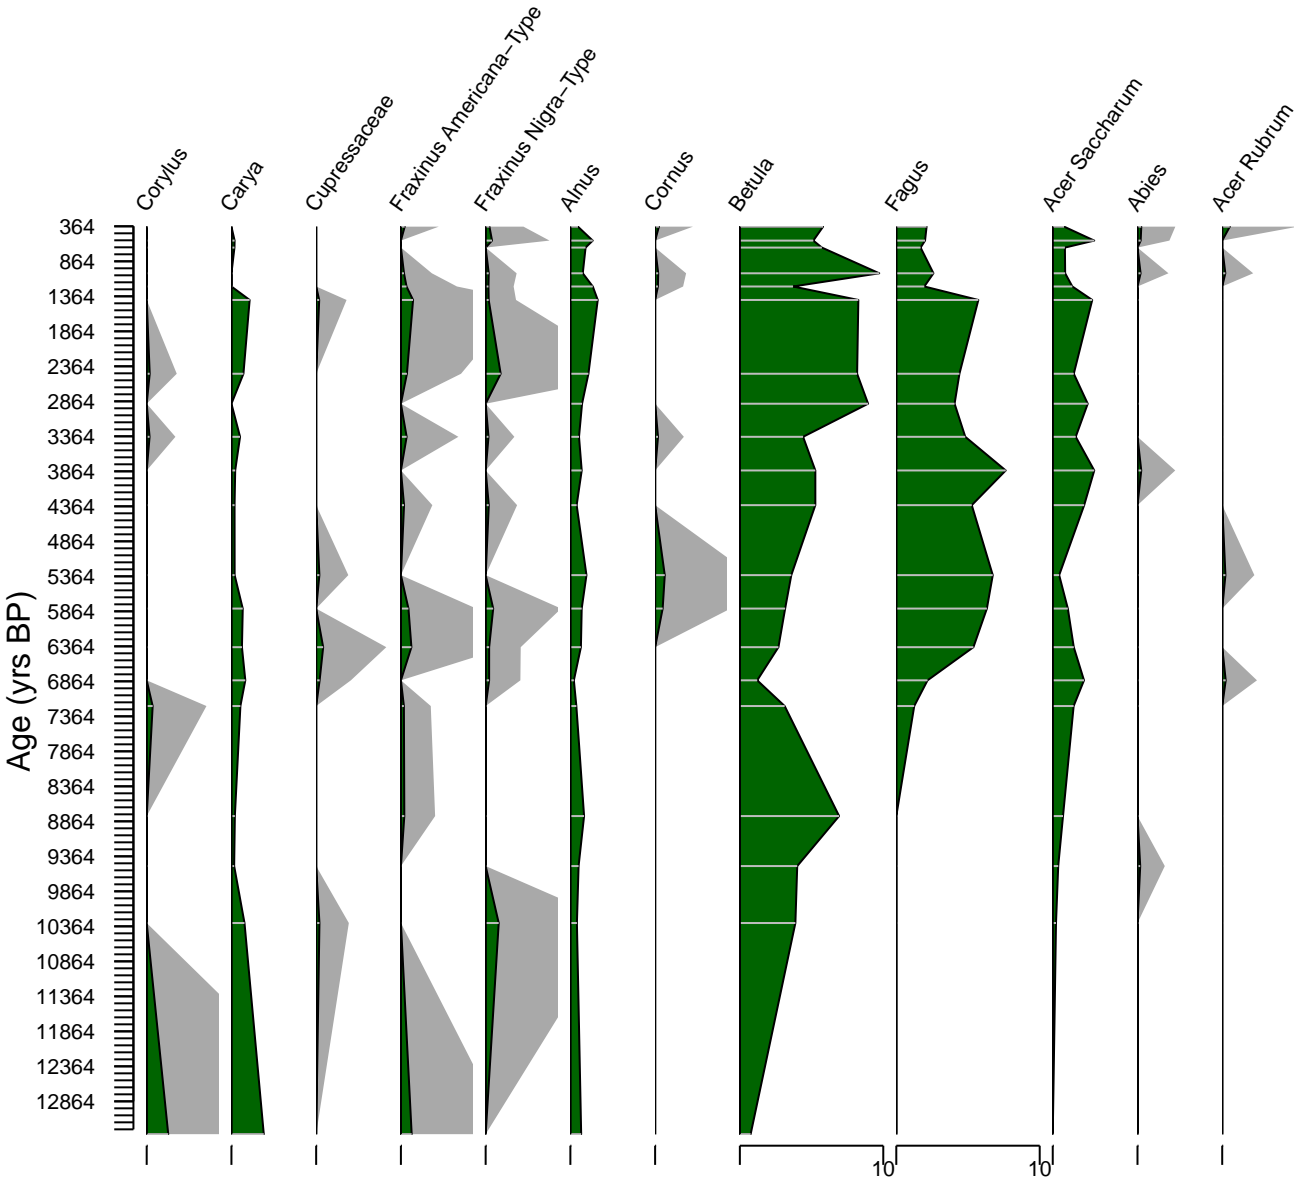 Corylus
Carya
Cupressaceae
Fraxinus Americana−Type
Fraxinus Nigra−Type
Alnus
Cornus
Betula
Fagus
Acer Saccharum
Abies
Acer Rubrum
Age (yrs BP)
364
864
1364
1864
2364
2864
3364
3864
4364
4864
5364
5864
6364
6864
7364
7864
8364
8864
9364
9864
10364
10864
11364
11864
12364
12864
10
10